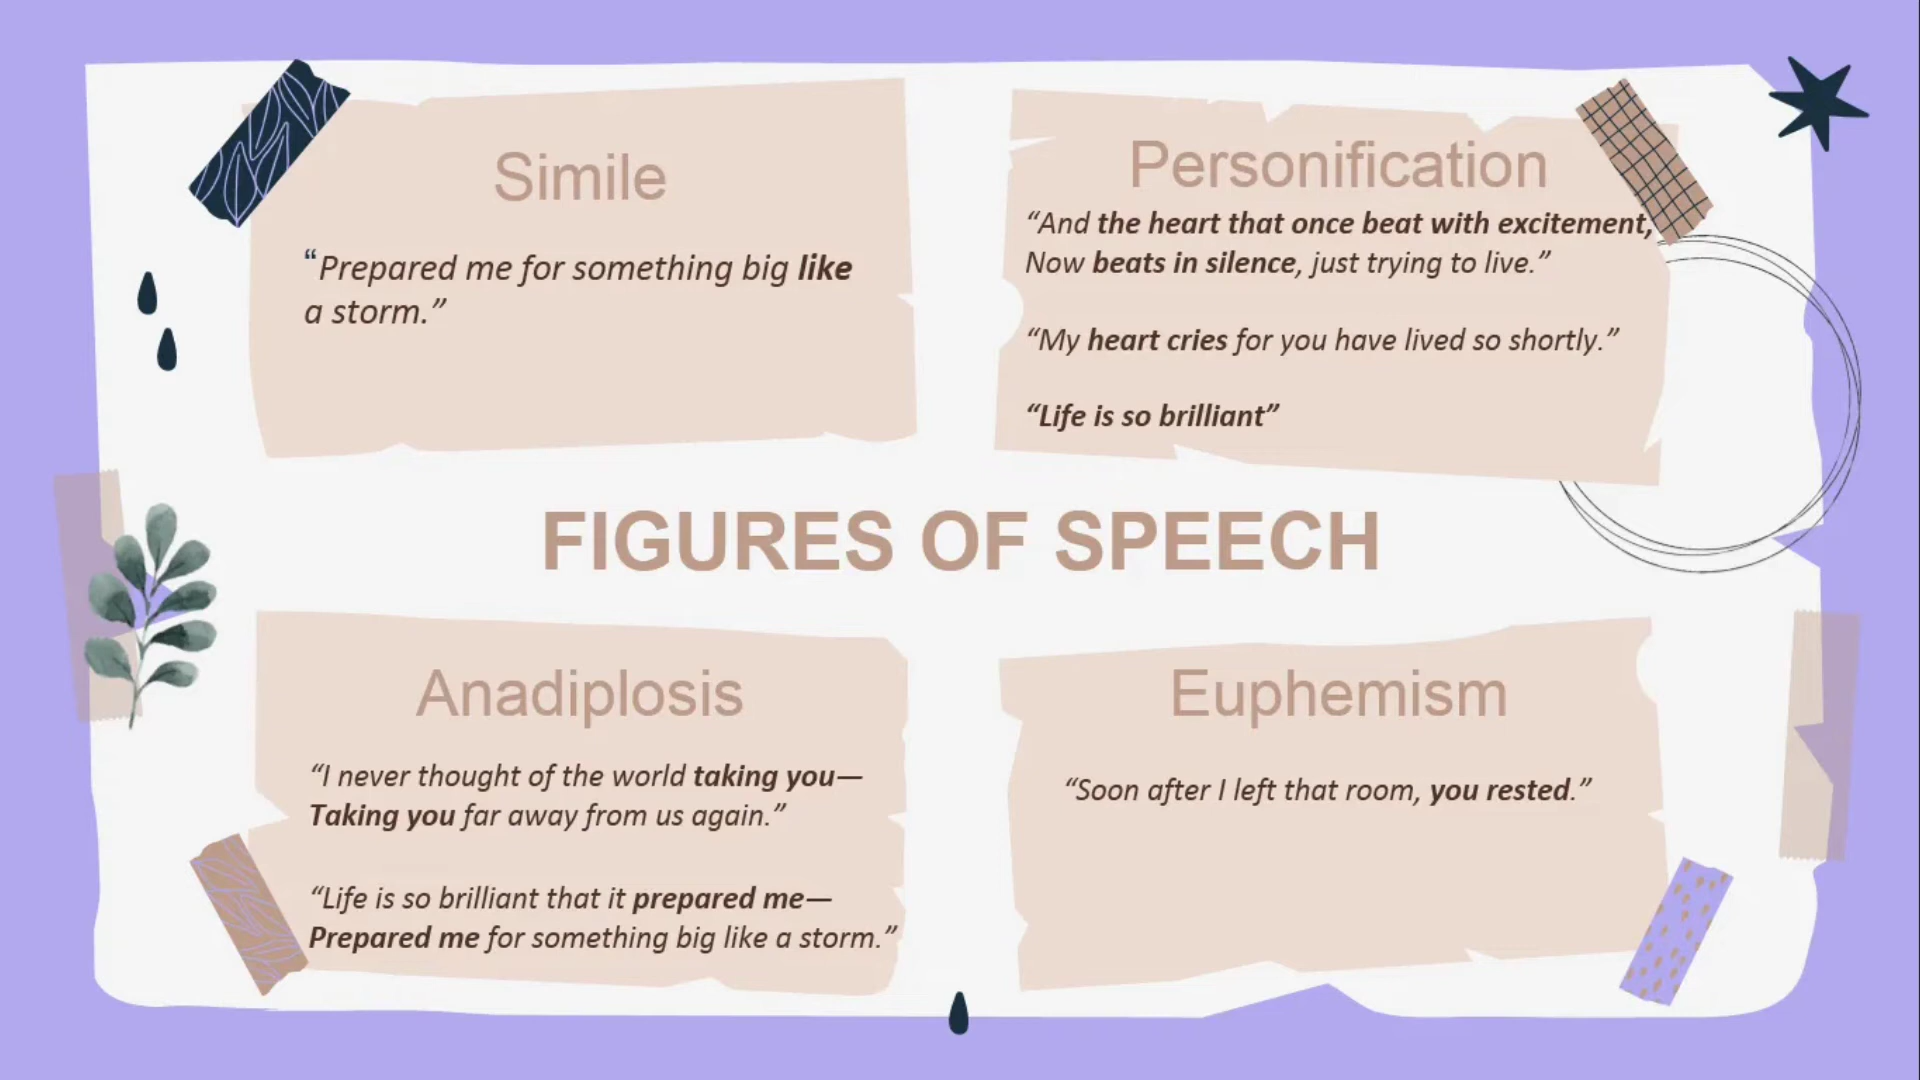 Simile
“Prepared me for something big like
a storm.”
Personification
“And the heart that once beat with excitement,
Now beats in silence, just trying to live.”
“My heart cries for you have lived so shortly.”
“Life is so brilliant”
FIGURES OF SPEECH
Anadiplosis
“I never thought of the world taking you—
Taking you far away from us again.”
“Life is so brilliant that it prepared me—
Prepared me for something big like a storm.”
Euphemism
“Soon after I left that room, you rested.”